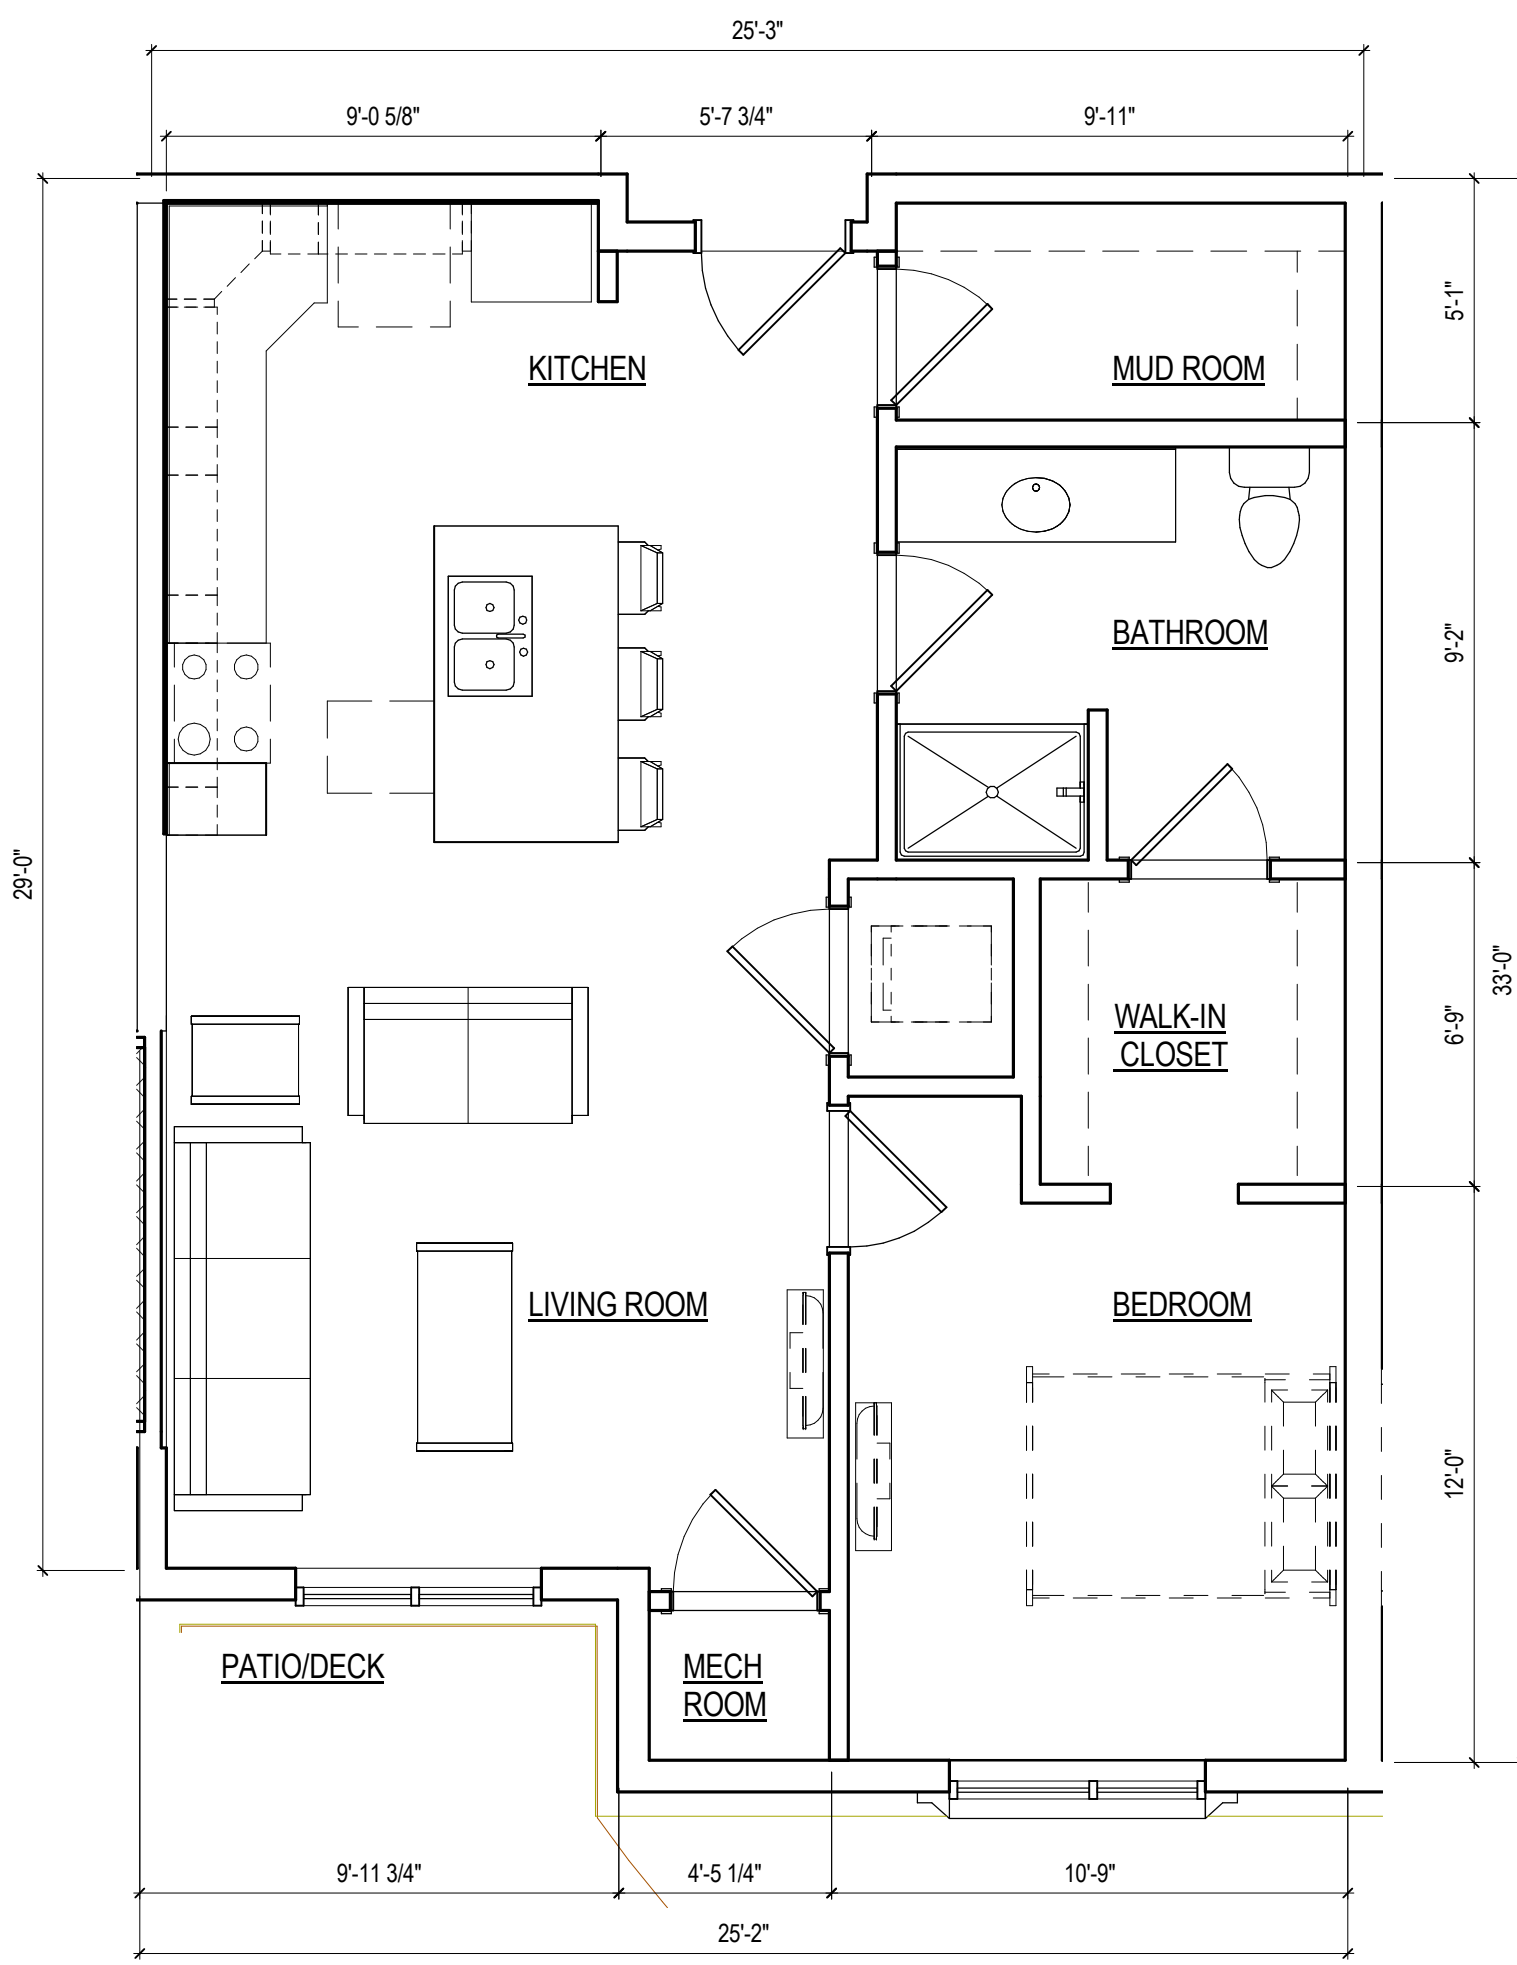 25'-3"
9'-0 5/8"
5'-7 3/4"
9'-11"
5'-1"
KITCHEN
MUD ROOM
BATHROOM
9'-2"
29'-0"
33'-0"
WALK-IN
CLOSET
6'-9"
LIVING ROOM
BEDROOM
12'-0"
PATIO/DECK
MECH
ROOM
9'-11 3/4"
4'-5 1/4"
10'-9"
25'-2"